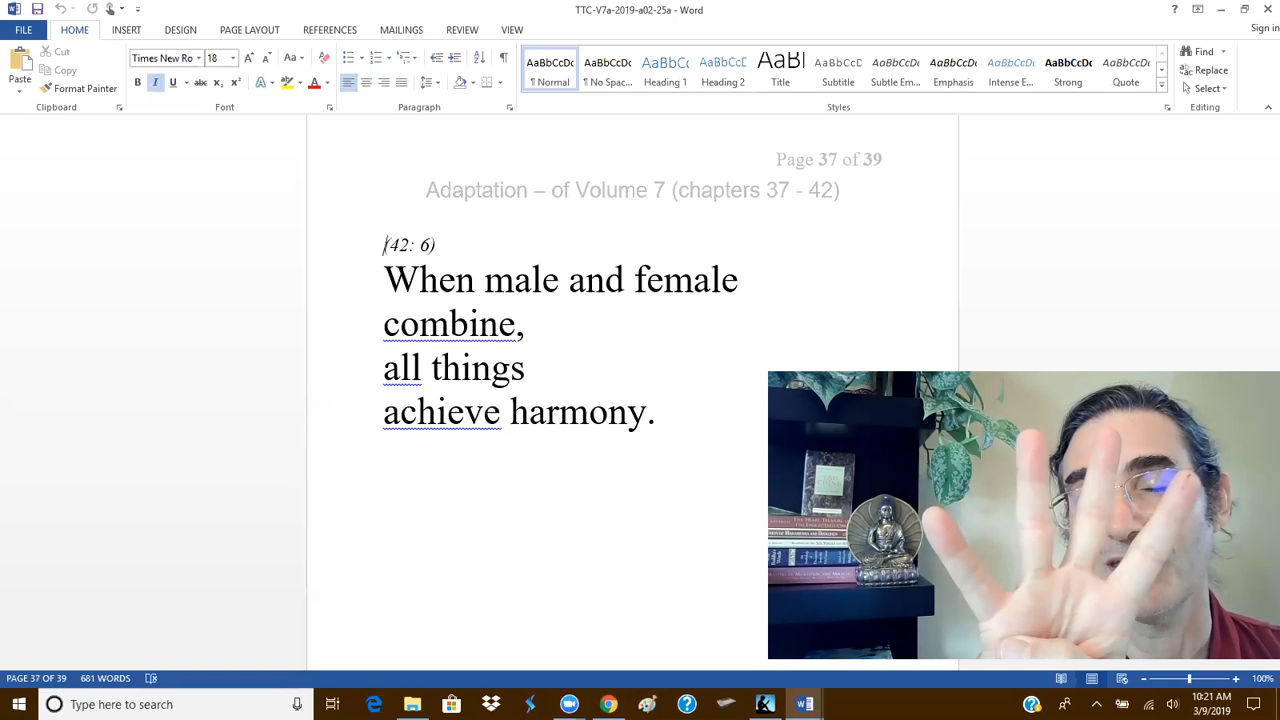 TTC-V7a-2019-a02-25a - Word
Sign in
FILE HOME INSERT DESIGN PAGE LAYOUT REFERENCES MAILINGS REVIEW VIEW
Paste
Cut
Copy
Format Painter
Clipboard
Times New Ro 18
Font
Paragraph
AaBbCcDc AaBbCcDc AaBbCc AaBbCcC AaBl AaBbCcC AaBbCcDc AaBbCcDc AaBbCcDc AaBbCcDc AaBbCcDc
¶ Normal ¶ No Spac... Heading 1 Heading 2 Title Subtitle Subtle Em... Emphasis Intense E... Strong Quote
Styles
Find
Replace
Select
Editing
Page 37 of 39
Adaptation – of Volume 7 (chapters 37 - 42)
(42: 6)
When male and female
combine,
all things
achieve harmony.
PAGE 37 OF 39 681 WORDS
100%
Type here to search
10:21 AM
3/9/2019